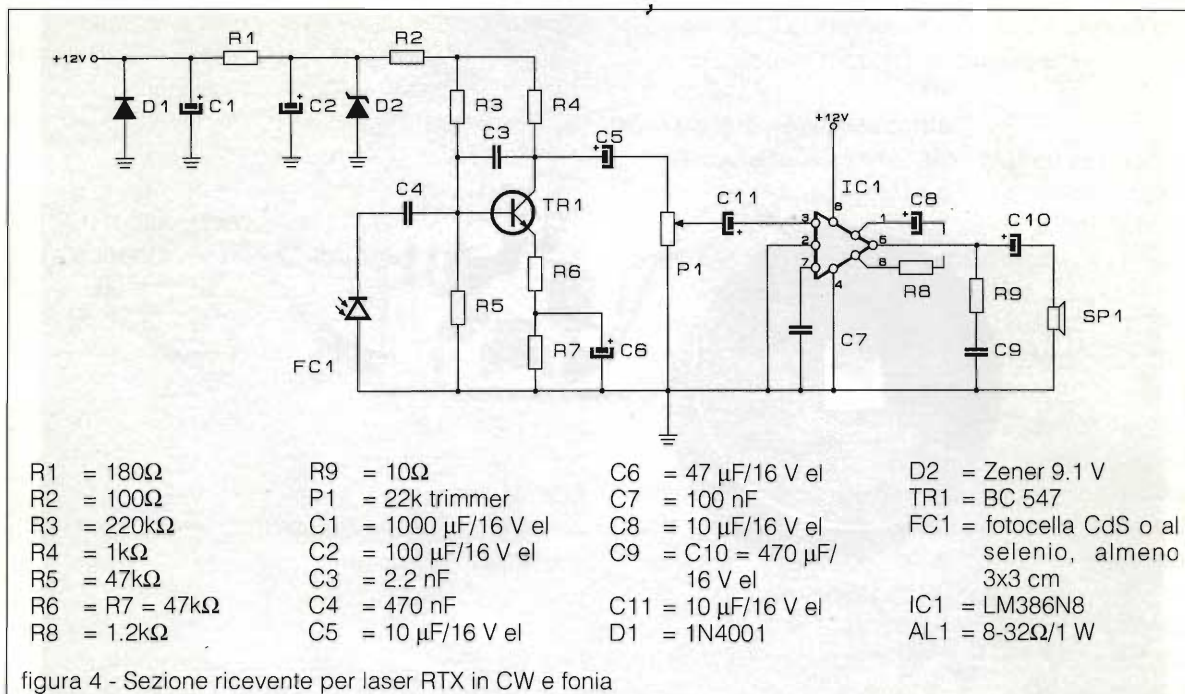 +12V
R1
R2
D1
+
C1
+
C2
D2
R3
R4
C3
C5
+
C4
TR1
R5
R6
R7
+
C6
FC1
P1
C11
+
+12V
IC1
3
2
7
6
1
5
8
4
+
C8
R8
C7
C10
+
R9
C9
SP1
R1 = 180Ω
R2 = 100Ω
R3 = 220kΩ
R4 = 1kΩ
R5 = 47kΩ
R6 = R7 = 47kΩ
R8 = 1.2kΩ
R9 = 10Ω
P1 = 22k trimmer
C1 = 1000 µF/16 V el
C2 = 100 µF/16 V el
C3 = 2.2 nF
C4 = 470 nF
C5 = 10 µF/16 V el
C6 = 47 µF/16 V el
C7 = 100 nF
C8 = 10 µF/16 V el
C9 = C10 = 470 µF/
16 V el
C11 = 10 µF/16 V el
D1 = 1N4001
D2 = Zener 9.1 V
TR1 = BC 547
FC1 = fotocella CdS o al
selenio, almeno
3x3 cm
IC1 = LM386N8
AL1 = 8-32Ω/1 W
figura 4 - Sezione ricevente per laser RTX in CW e fonia